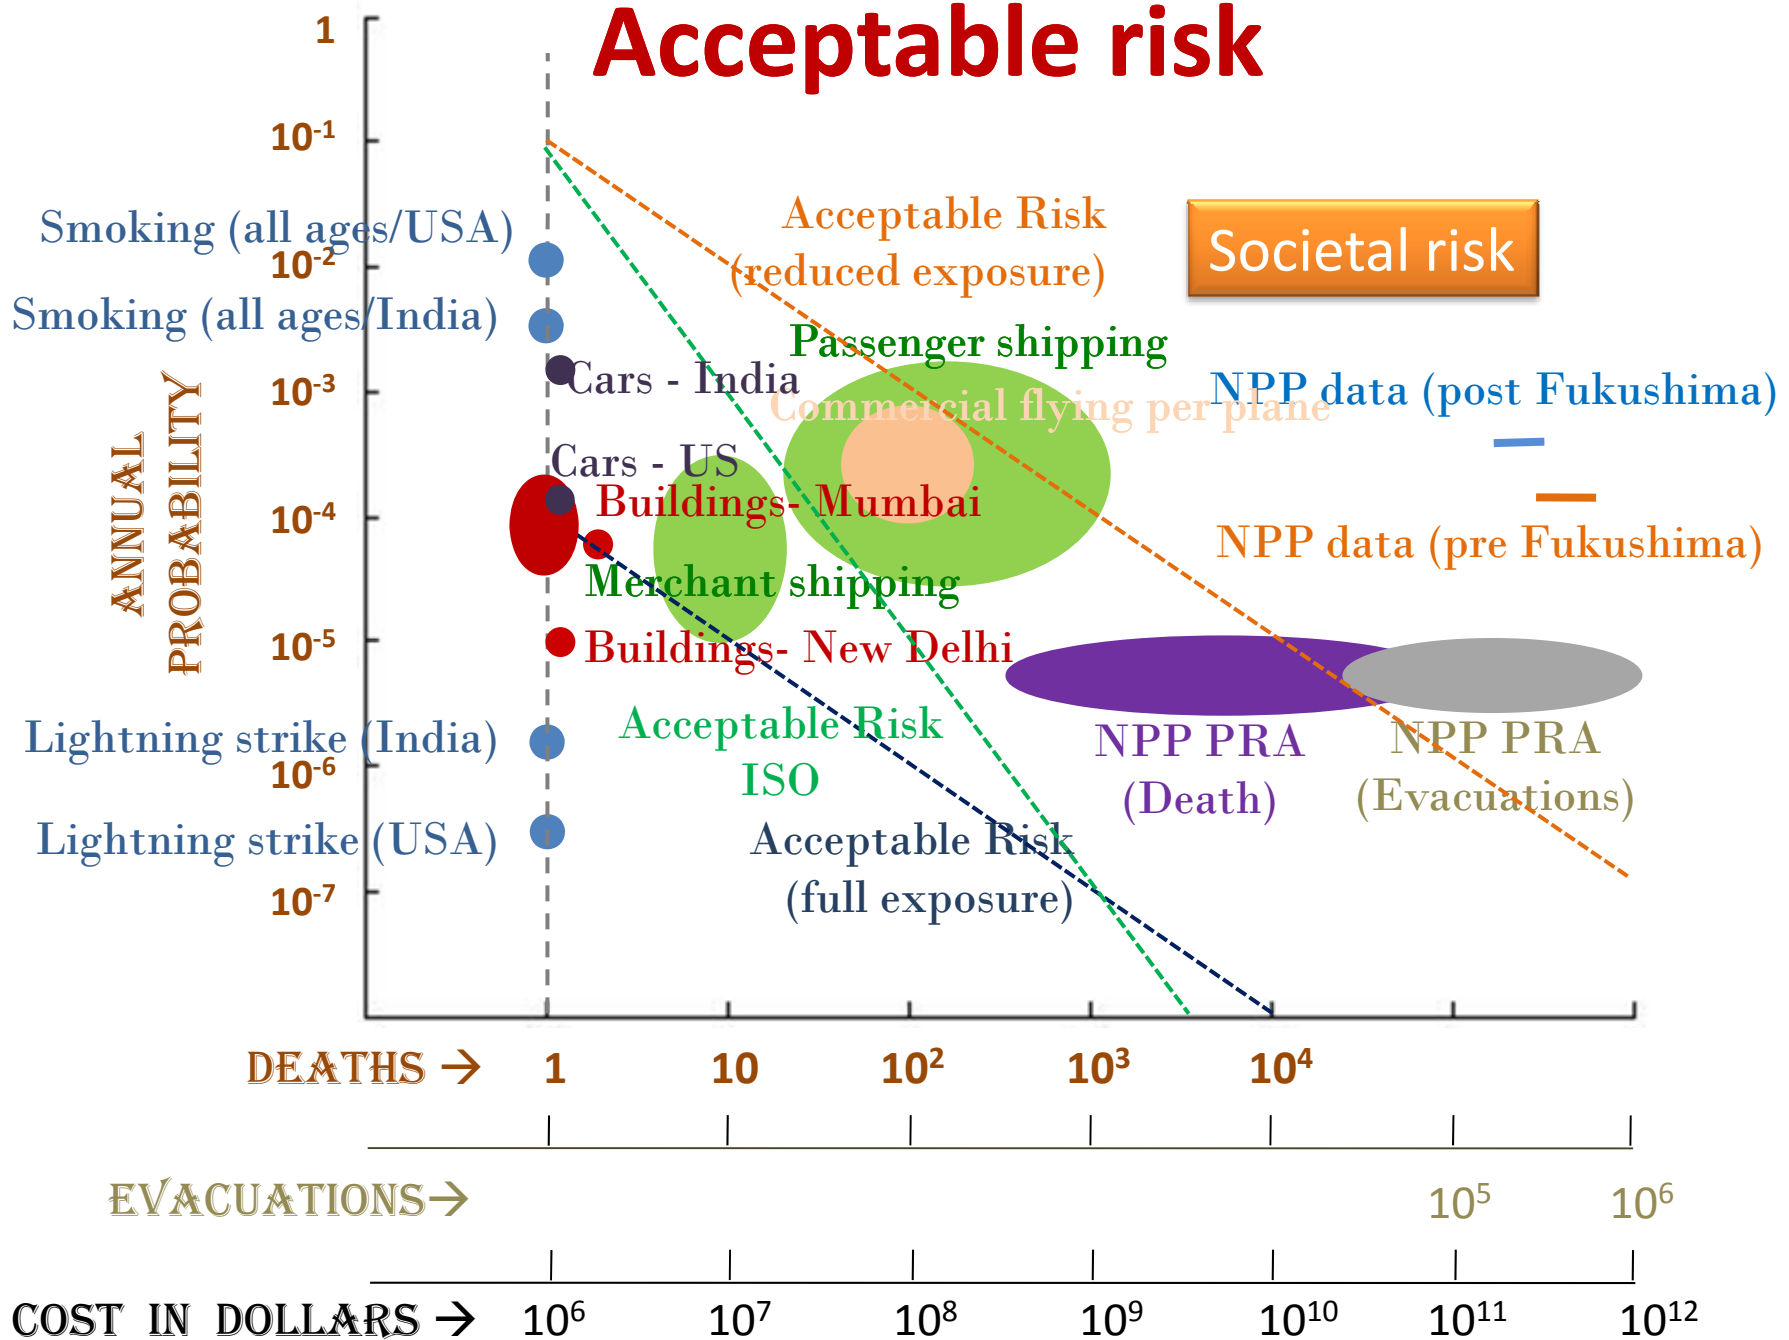 Acceptable risk
1
10-1
10-2
10-3
10-4
10-5
10-6
10-7
ANNUAL
PROBABILITY
Smoking (all ages/USA)
Smoking (all ages/India)
Cars - India
Cars - US
Buildings- Mumbai
Merchant shipping
Buildings- New Delhi
Lightning strike (India)
Lightning strike (USA)
Acceptable Risk
(reduced exposure)
Societal risk
Passenger shipping
Commercial flying per plane
NPP data (post Fukushima)
NPP data (pre Fukushima)
Acceptable Risk
ISO
NPP PRA
(Death)
NPP PRA
(Evacuations)
Acceptable Risk
(full exposure)
DEATHS → 1 10 102 103 104
EVACUATIONS→ 105 106
COST IN DOLLARS → 106 107 108 109 1010 1011 1012